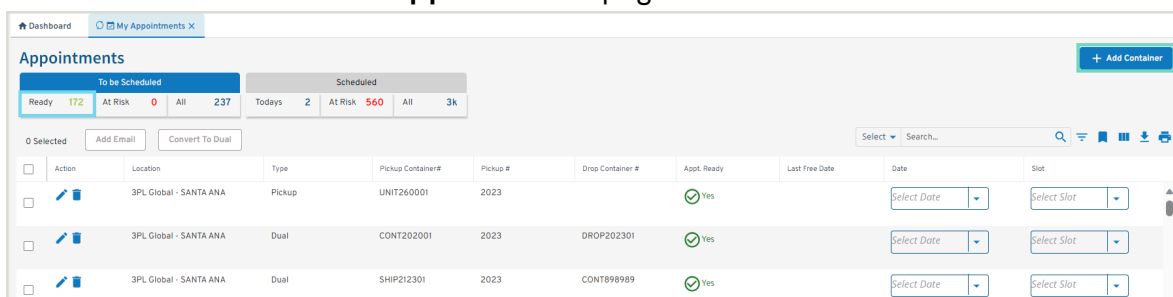 Dashboard My Appointments
Appointments
+ Add Container
To be Scheduled Scheduled
Ready 172 At Risk 0 All 237 Todays 2 At Risk 560 All 3k
0 Selected Add Email Convert To Dual Select Search...
Action Location Type Pickup Container# Pickup # Drop Container # Appt. Ready Last Free Date Date Slot
3PL Global - SANTA ANA Pickup UNIT260001 2023 Yes Select Date Select Slot
3PL Global - SANTA ANA Dual CONT202001 2023 DROP202301 Yes Select Date Select Slot
3PL Global - SANTA ANA Dual SHIP212301 2023 CONT898989 Yes Select Date Select Slot